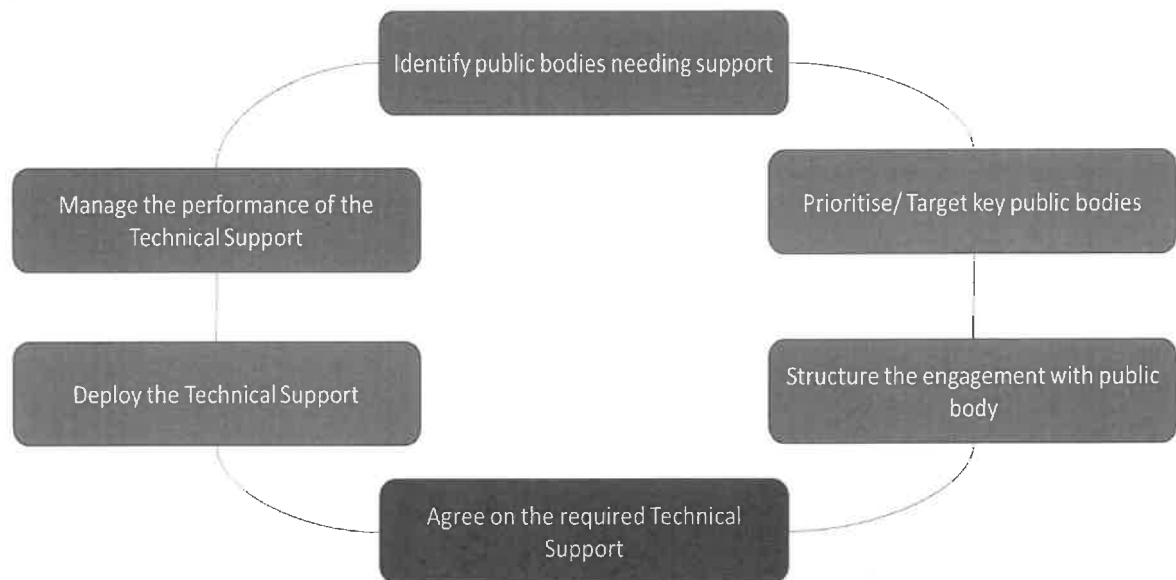 Identify public bodies needing support
Prioritise/ Target key public bodies
Structure the engagement with public
body
Agree on the required Technical
Support
Deploy the Technical Support
Manage the performance of the
Technical Support